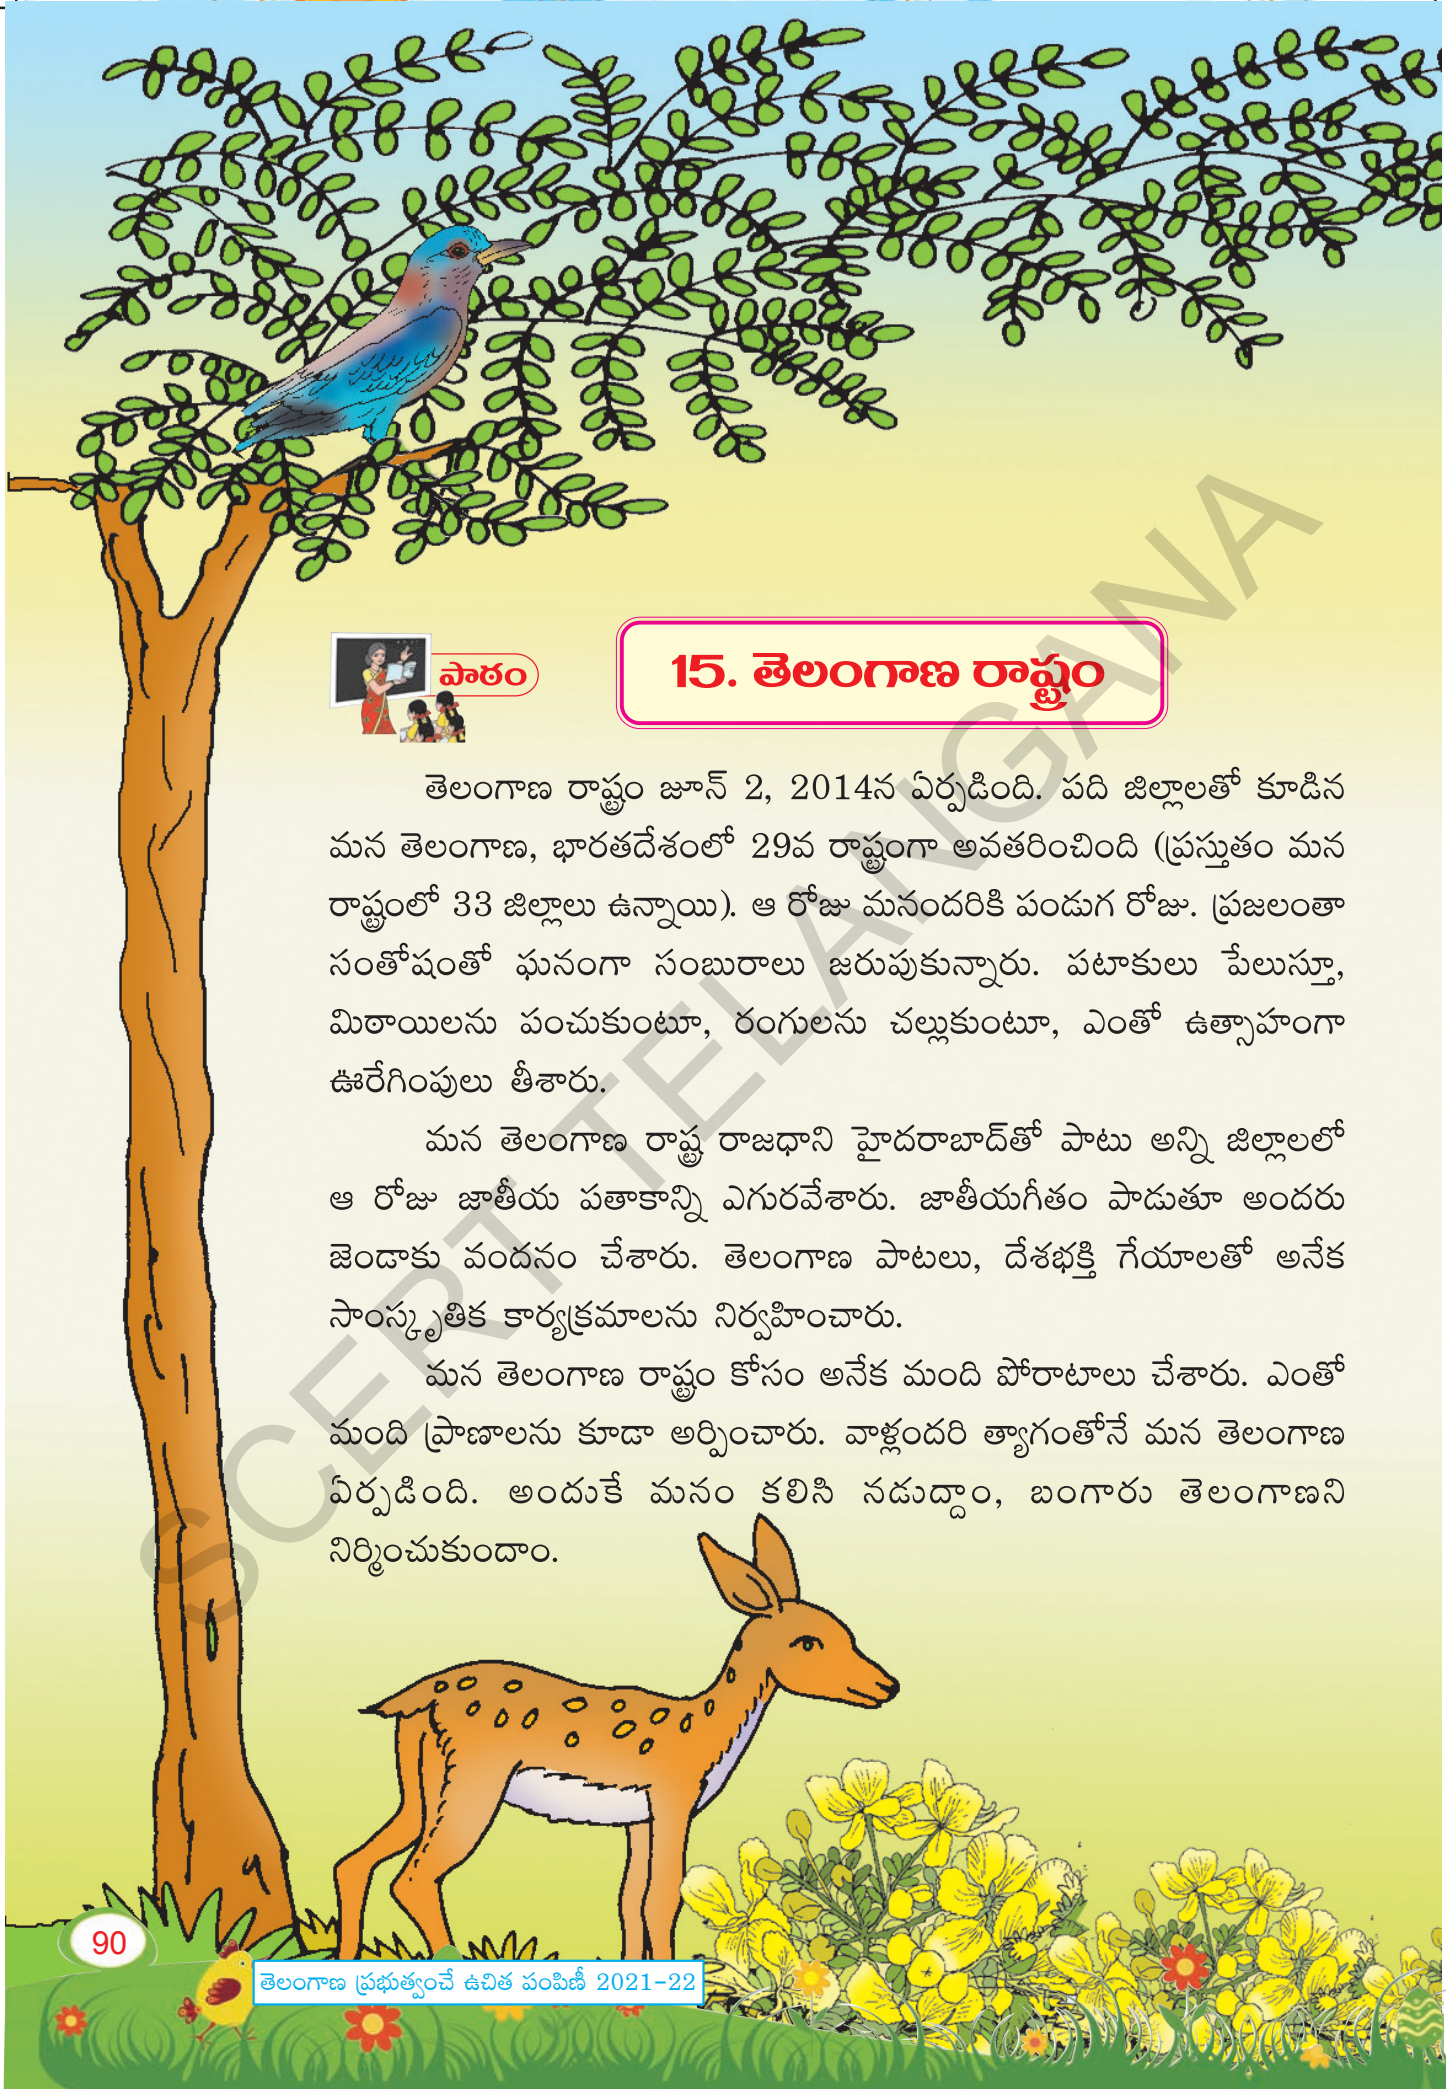 పాఠం
15. తెలంగాణ రాష్ట్రం
తెలంగాణ రాష్ట్రం జూన్ 2, 2014న ఏర్పడింది. పది జిల్లాలతో కూడిన
మన తెలంగాణ, భారతదేశంలో 29వ రాష్ట్రంగా అవతరించింది (ప్రస్తుతం మన
రాష్ట్రంలో 33 జిల్లాలు ఉన్నాయి). ఆ రోజు మనందరికి పండుగ రోజు. ప్రజలంతా
సంతోషంతో ఘనంగా సంబురాలు జరుపుకున్నారు. పటాకులు పేలుస్తూ,
మిఠాయిలను పంచుకుంటూ, రంగులను చల్లుకుంటూ, ఎంతో ఉత్సాహంగా
ఊరేగింపులు తీశారు.
మన తెలంగాణ రాష్ట్ర రాజధాని హైదరాబాద్‌తో పాటు అన్ని జిల్లాలలో
ఆ రోజు జాతీయ పతాకాన్ని ఎగురవేశారు. జాతీయగీతం పాడుతూ అందరు
జెండాకు వందనం చేశారు. తెలంగాణ పాటలు, దేశభక్తి గేయాలతో అనేక
సాంస్కృతిక కార్యక్రమాలను నిర్వహించారు.
మన తెలంగాణ రాష్ట్రం కోసం అనేక మంది పోరాటాలు చేశారు. ఎంతో
మంది ప్రాణాలను కూడా అర్పించారు. వాళ్లందరి త్యాగంతోనే మన తెలంగాణ
ఏర్పడింది. అందుకే మనం కలిసి నడుద్దాం, బంగారు తెలంగాణని
నిర్మించుకుందాం.
SCERT TELANGANA
90
తెలంగాణ ప్రభుత్వంచే ఉచిత పంపిణీ 2021-22